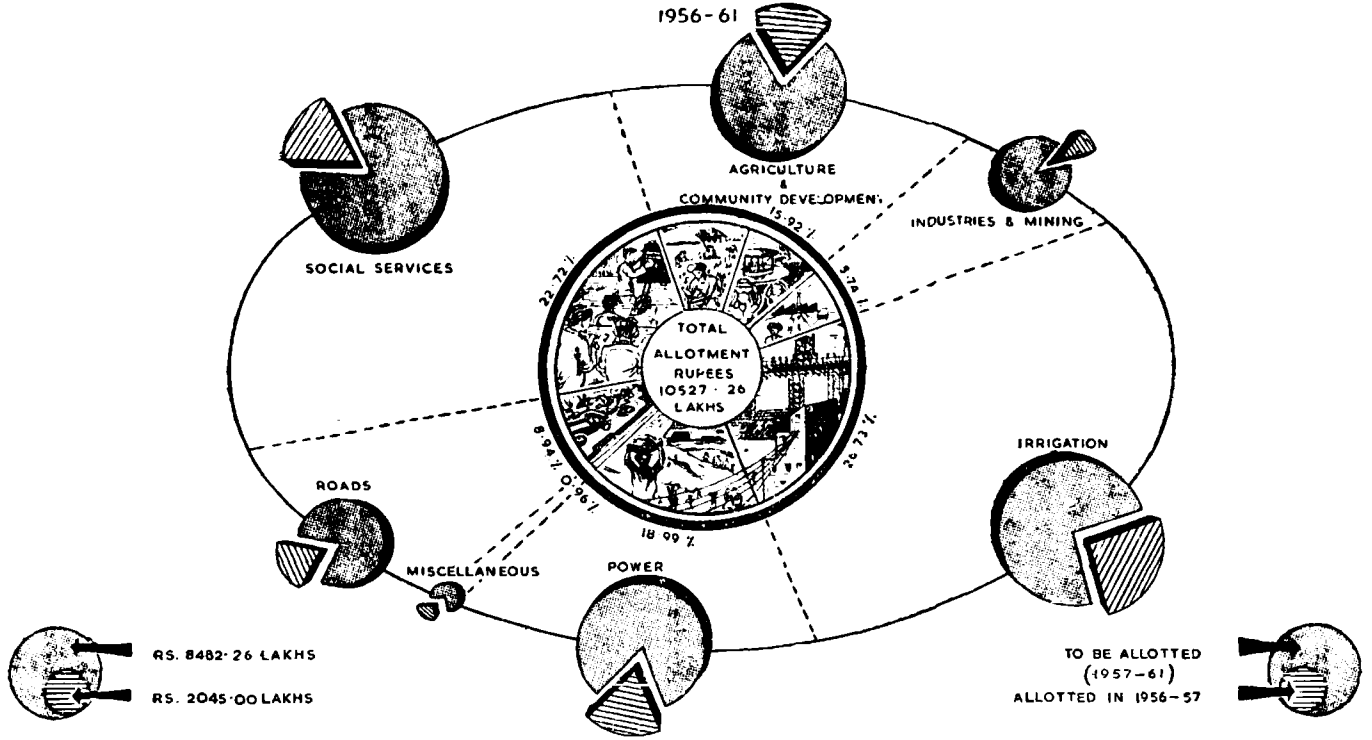 1956-61
AGRICULTURE
&
COMMUNITY DEVELOPMENT
15·92 %
INDUSTRIES & MINING
5·74 %
SOCIAL SERVICES
22·72 %
TOTAL
ALLOTMENT
RUPEES
10527·26
LAKHS
26·73 %
IRRIGATION
ROADS
8·94 %
0·96 %
18·99 %
MISCELLANEOUS
POWER
RS. 8482·26 LAKHS
RS. 2045·00 LAKHS
TO BE ALLOTTED
(1957-61)
ALLOTTED IN 1956-57